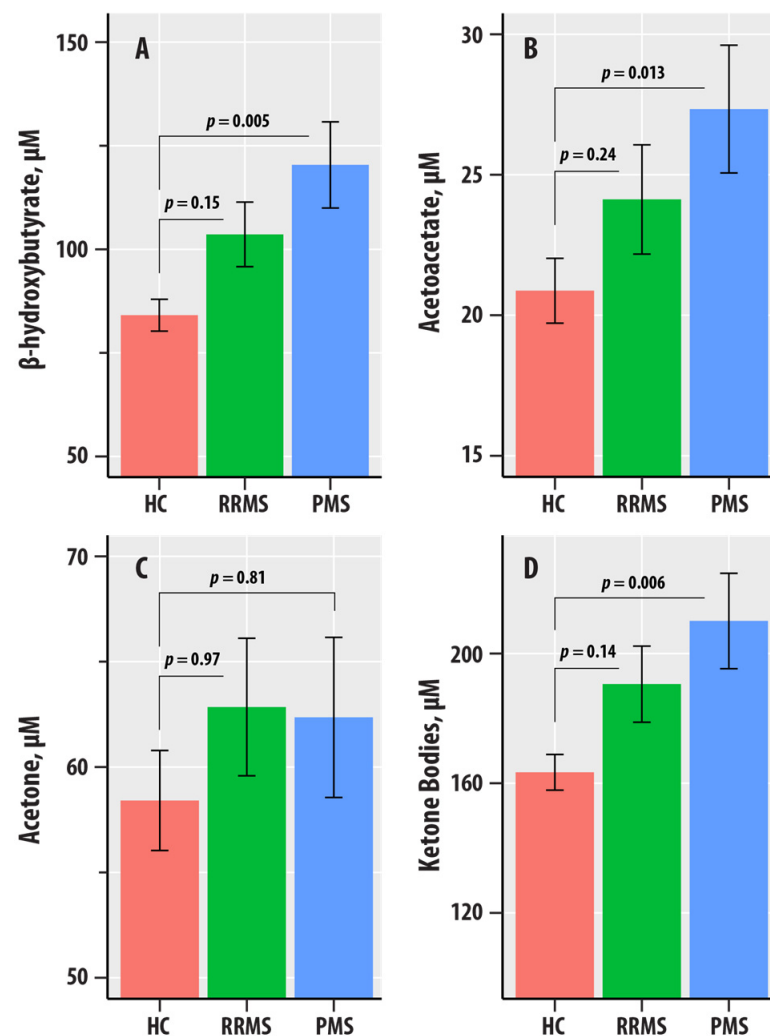 A
β-hydroxybutyrate, μM
150
100
50
p = 0.005
p = 0.15
HC RRMS PMS
B
Acetoacetate, μM
30
25
20
15
p = 0.013
p = 0.24
HC RRMS PMS
C
Acetone, μM
70
60
50
p = 0.81
p = 0.97
HC RRMS PMS
D
Ketone Bodies, μM
200
160
120
p = 0.006
p = 0.14
HC RRMS PMS